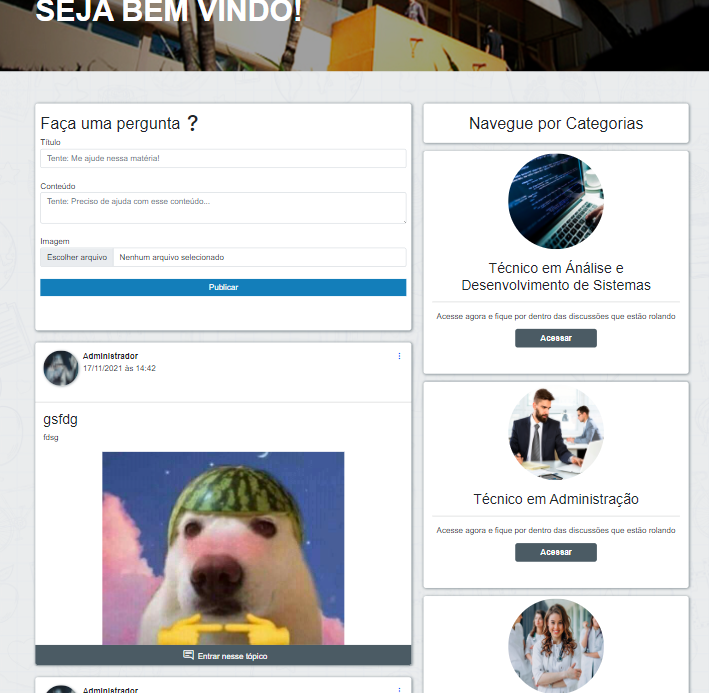 SEJA BEM VINDO!
Faça uma pergunta ?
Título
Tente: Me ajude nessa matéria!
Conteúdo
Tente: Preciso de ajuda com esse conteúdo...
Imagem
Escolher arquivo Nenhum arquivo selecionado
Publicar
Administrador
17/11/2021 às 14:42
gsfdg
fdsg
Entrar nesse tópico
Administrador
Navegue por Categorias
Técnico em Ánálise e
Desenvolvimento de Sistemas
Acesse agora e fique por dentro das discussões que estão rolando
Acessar
Técnico em Administração
Acesse agora e fique por dentro das discussões que estão rolando
Acessar